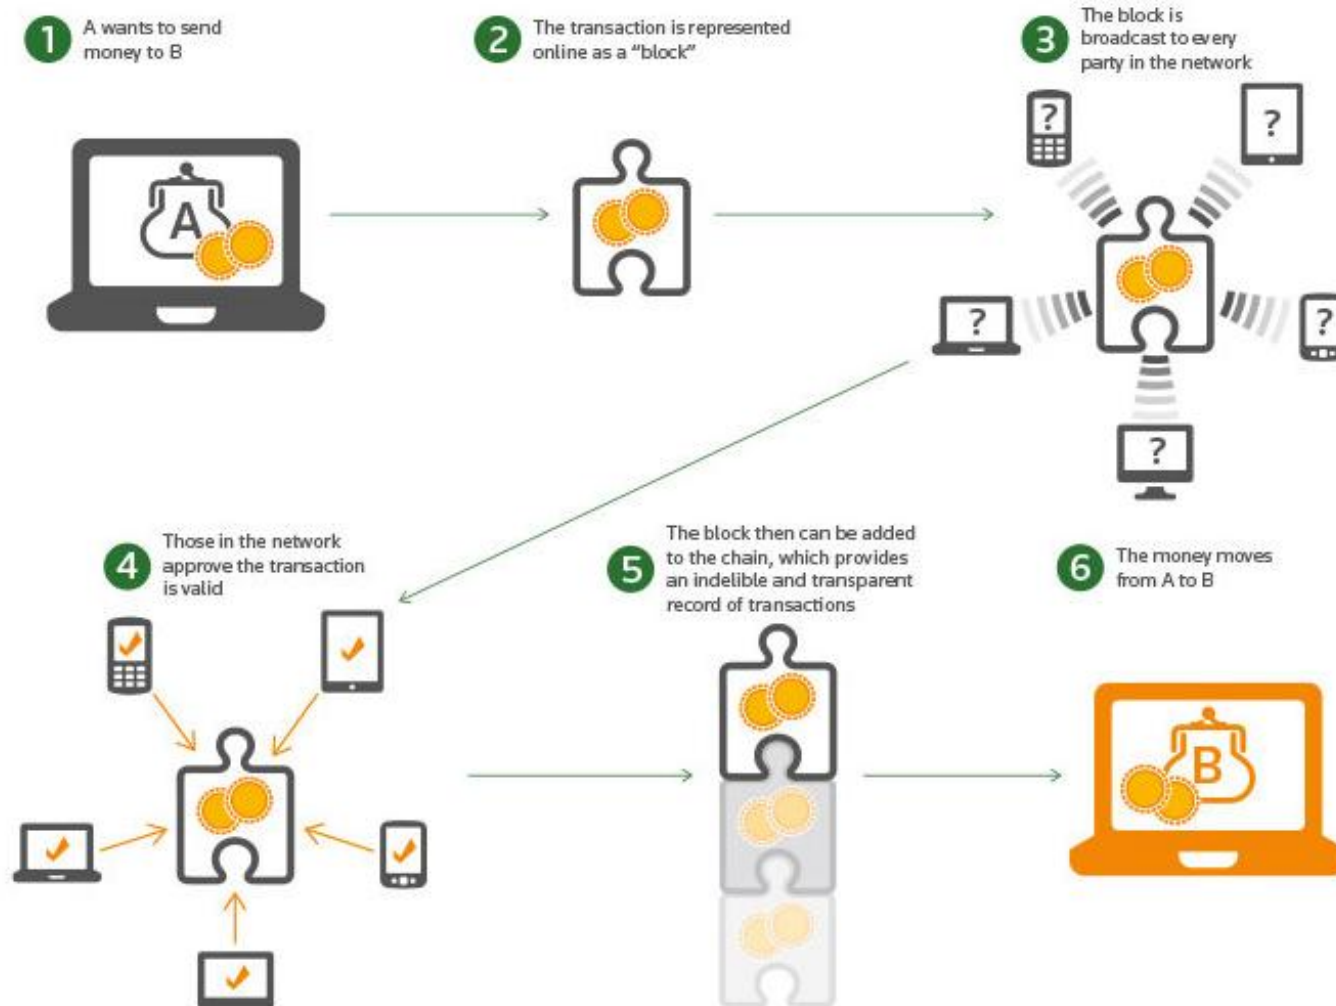 1
A wants to send
money to B
2
The transaction is represented
online as a “block”
3
The block is
broadcast to every
party in the network
A
?
?
?
?
?
4
Those in the network
approve the transaction
is valid
5
The block then can be added
to the chain, which provides
an indelible and transparent
record of transactions
6
The money moves
from A to B
B